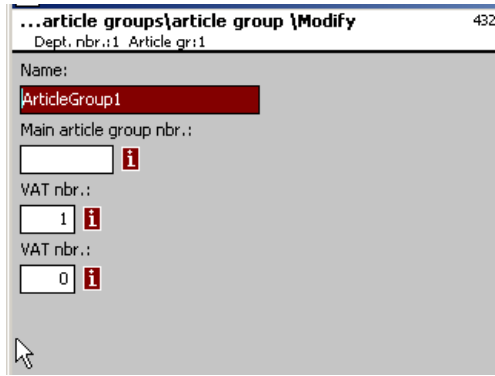 ...article groups\article group \Modify 432
Dept. nbr.:1 Article gr:1
Name:
ArticleGroup1
Main article group nbr.:
i
VAT nbr.:
1 i
VAT nbr.:
0 i